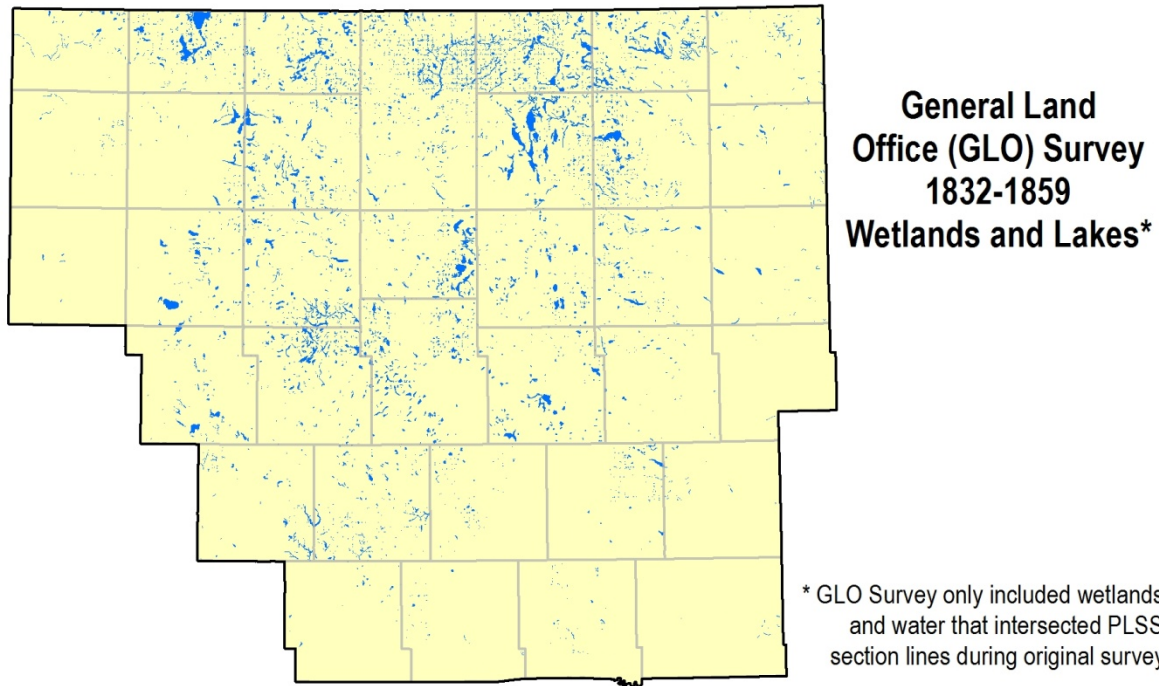 General Land
Office (GLO) Survey
1832-1859
Wetlands and Lakes*
* GLO Survey only included wetlands
and water that intersected PLSS
section lines during original survey